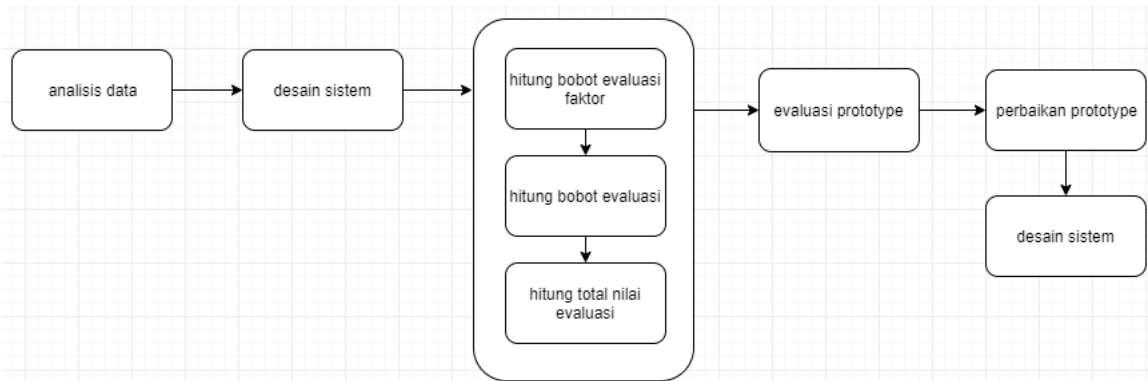 analisis data
desain sistem
hitung bobot evaluasi
faktor
hitung bobot evaluasi
hitung total nilai
evaluasi
evaluasi prototype
perbaikan prototype
desain sistem